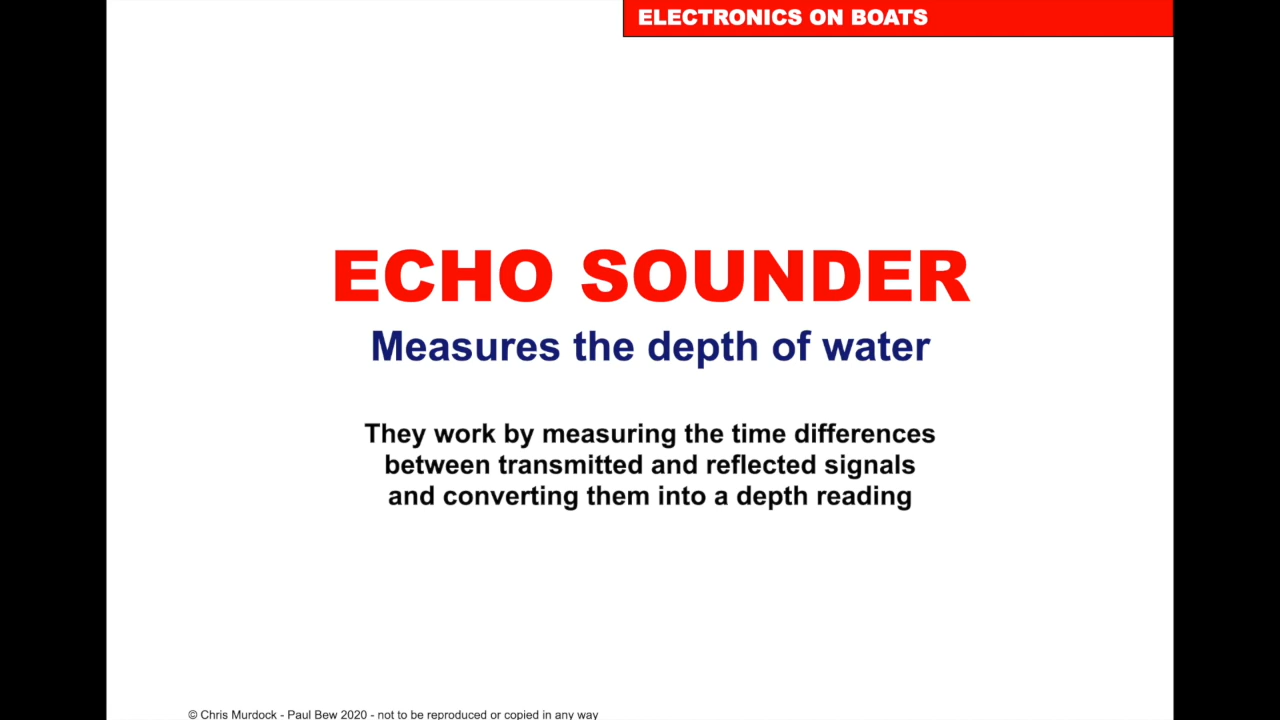 ELECTRONICS ON BOATS
ECHO SOUNDER
Measures the depth of water
They work by measuring the time differences
between transmitted and reflected signals
and converting them into a depth reading
© Chris Murdock - Paul Bew 2020 - not to be reproduced or copied in any way